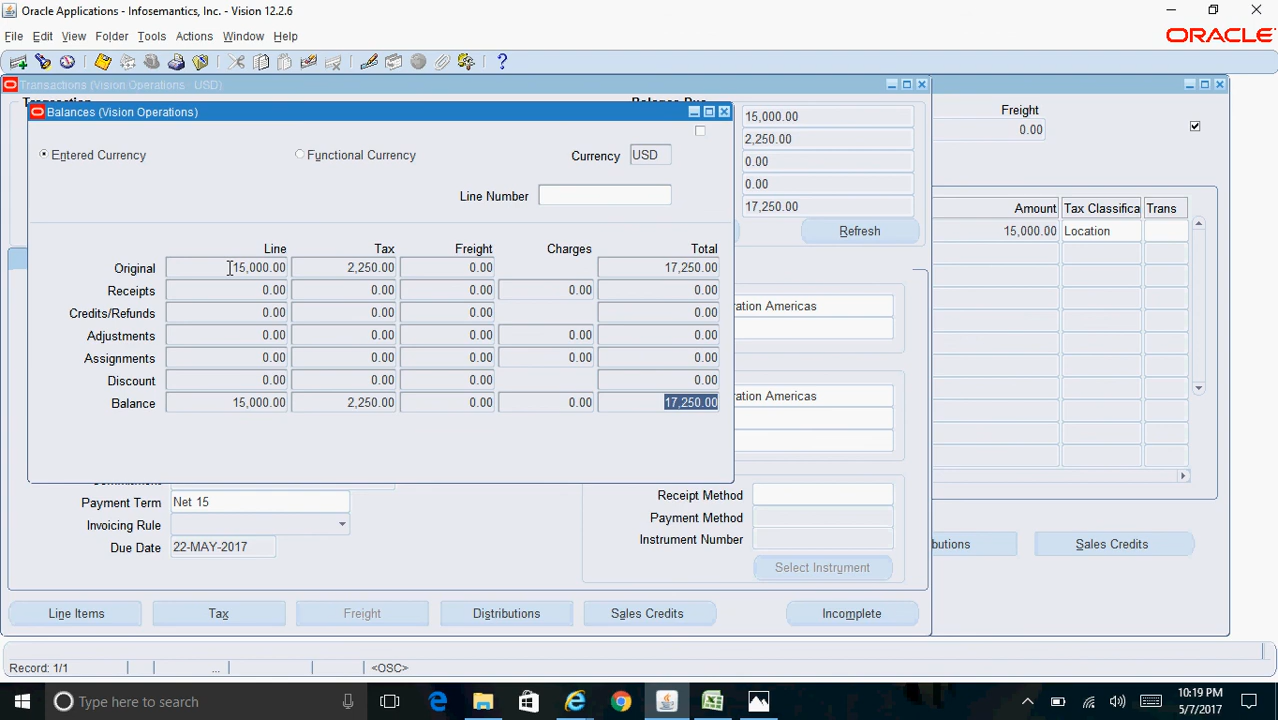 Oracle Applications - Infosemantics, Inc - Vision 12.2.6
File Edit View Folder Tools Actions Window Help
ORACLE
Transactions (Vision Operations USD)
Balances (Vision Operations)
15,000.00
Freight
2,250.00
0.00
Entered Currency Functional Currency Currency USD
0.00
0.00
Line Number
17,250.00
Amount Tax Classifica Trans
Refresh
15,000.00 Location
Line Tax Freight Charges Total
Original 15,000.00 2,250.00 0.00 17,250.00
Receipts 0.00 0.00 0.00 0.00 0.00
Credits/Refunds 0.00 0.00 0.00 0.00
Adjustments 0.00 0.00 0.00 0.00 0.00
Assignments 0.00 0.00 0.00 0.00 0.00
Discount 0.00 0.00 0.00 0.00
Balance 15,000.00 2,250.00 0.00 0.00 17,250.00
ration Americas
ration Americas
Payment Term Net 15
Invoicing Rule
Due Date 22-MAY-2017
Receipt Method
Payment Method
Instrument Number
Select Instrument
butions Sales Credits
Line Items Tax Freight Distributions Sales Credits Incomplete
Record: 1/1 ... <OSC>
Type here to search
10:19 PM
5/7/2017